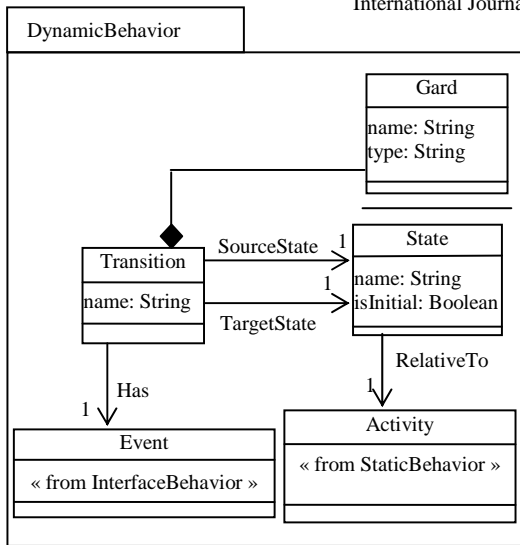 International Journa
DynamicBehavior
Gard
name: String
type: String
SourceState
1
State
Transition
name: String
isInitial: Boolean
name: String
1
TargetState
RelativeTo
Has
1
1
Event
Activity
« from InterfaceBehavior »
« from StaticBehavior »